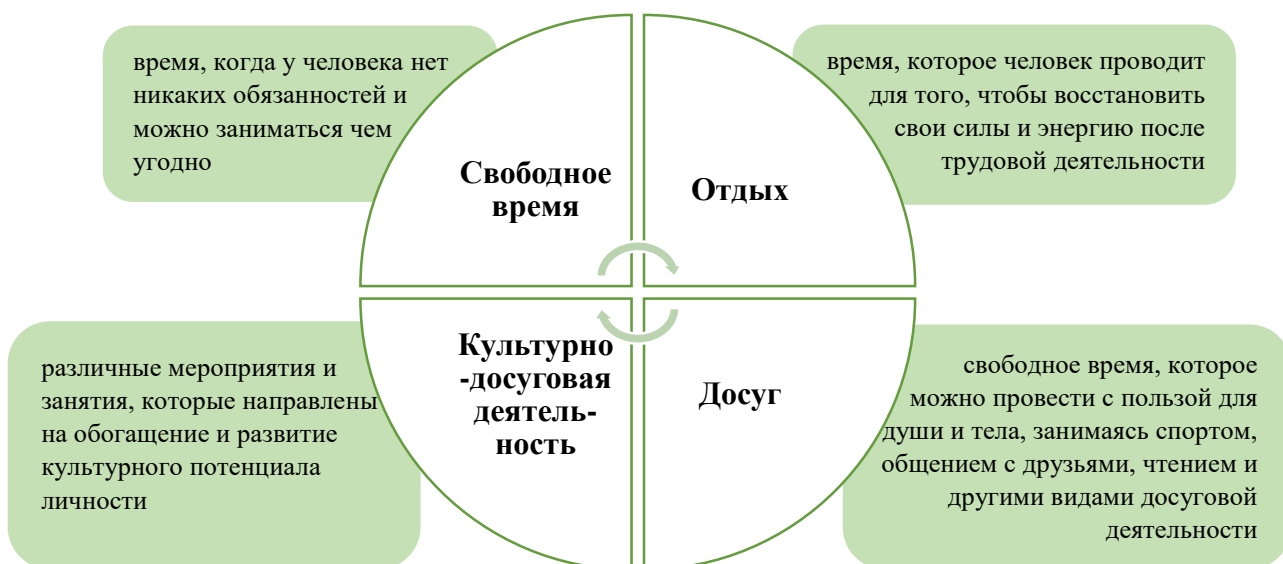 время, когда у человека нет
никаких обязанностей и
можно заниматься чем
угодно
Свободное
время
Отдых
время, которое человек проводит
для того, чтобы восстановить
свои силы и энергию после
трудовой деятельности
различные мероприятия и
занятия, которые направлены
на обогащение и развитие
культурного потенциала
личности
Культурно
-досуговая
деятель-
ность
Досуг
свободное время, которое
можно провести с пользой для
души и тела, занимаясь спортом,
общением с друзьями, чтением и
другими видами досуговой
деятельности